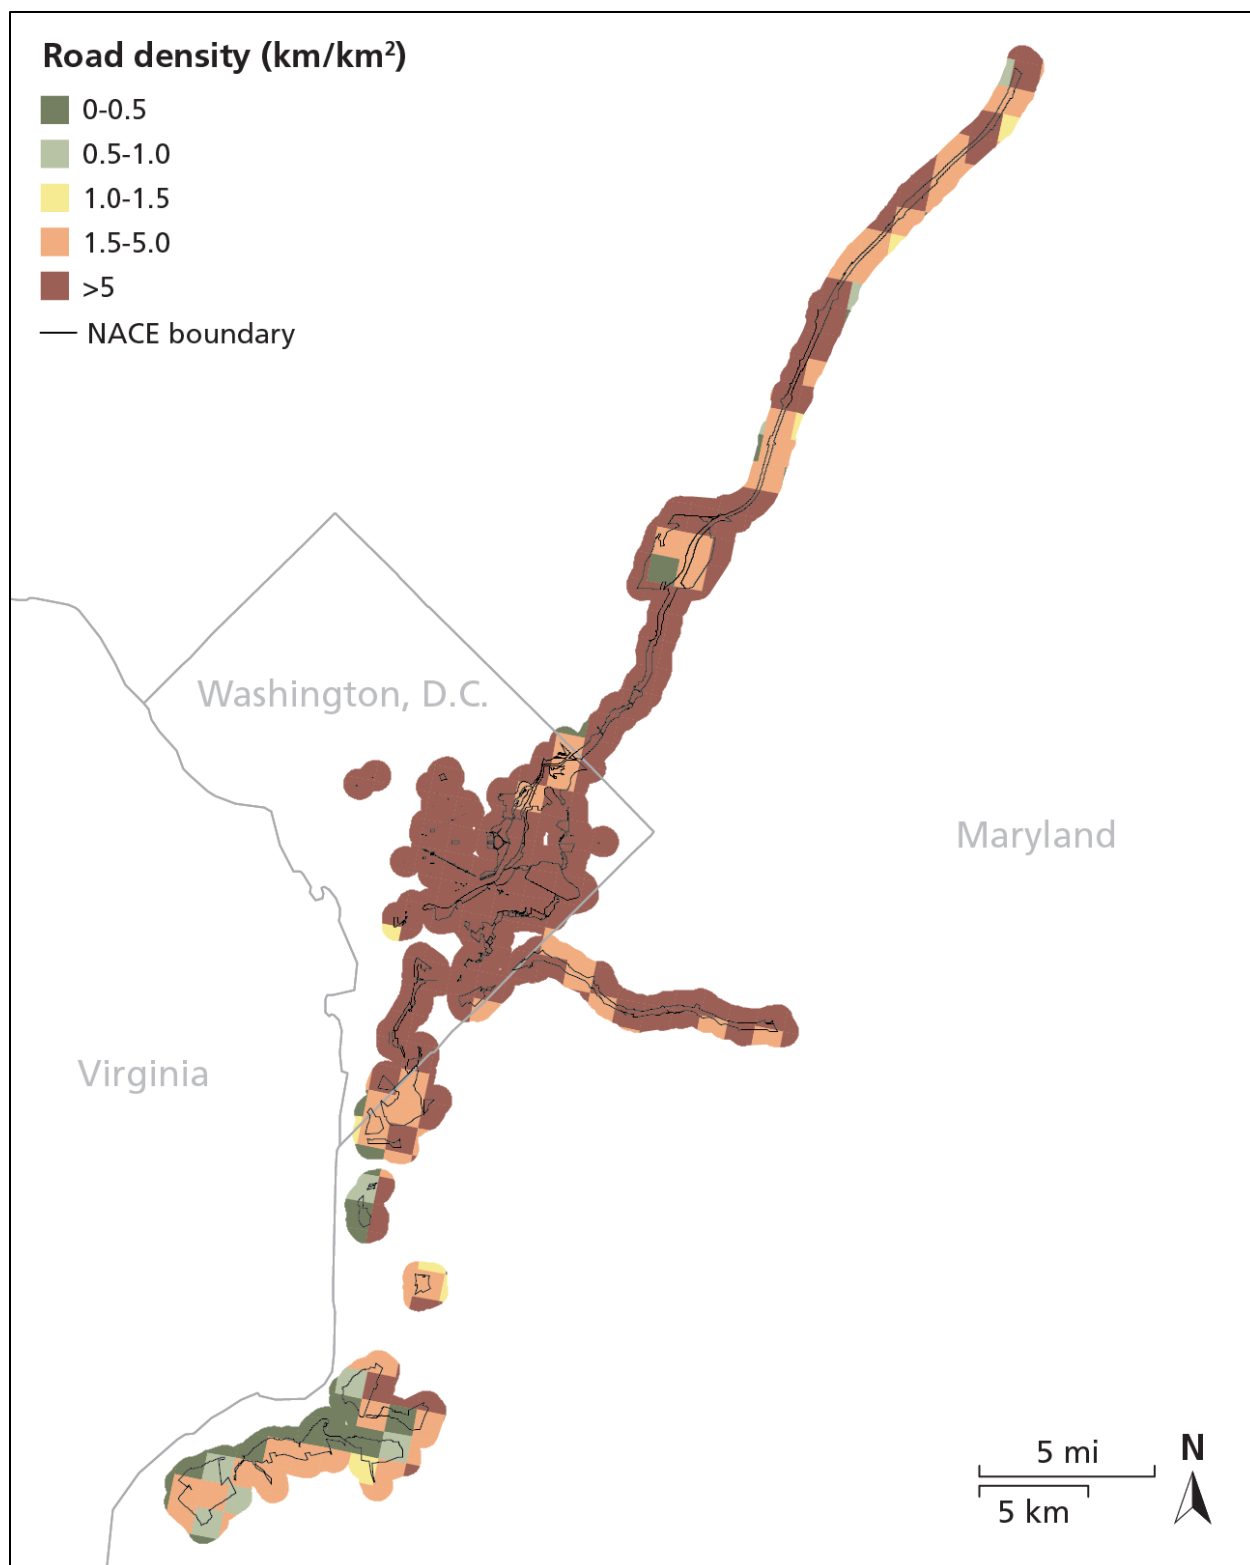 Road density (km/km²)
0-0.5
0.5-1.0
1.0-1.5
1.5-5.0
>5
NACE boundary
Washington, D.C.
Maryland
Virginia
5 mi
5 km
N